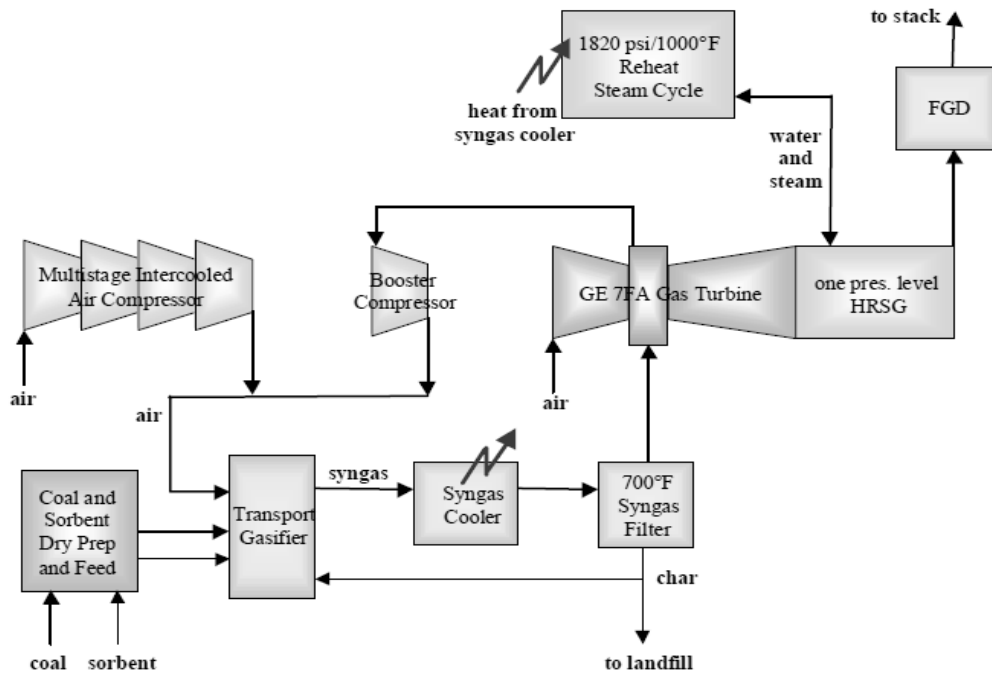 to stack
1820 psi/1000°F
Reheat
Steam Cycle
FGD
heat from
syngas cooler
water
and
steam
Multistage Intercooled
Air Compressor
Booster
Compressor
GE 7FA Gas Turbine
one pres. level
HRSG
air
air
air
syngas
Coal and
Sorbent
Dry Prep
and Feed
Transport
Gasifier
Syngas
Cooler
700°F
Syngas
Filter
char
coal
sorbent
to landfill